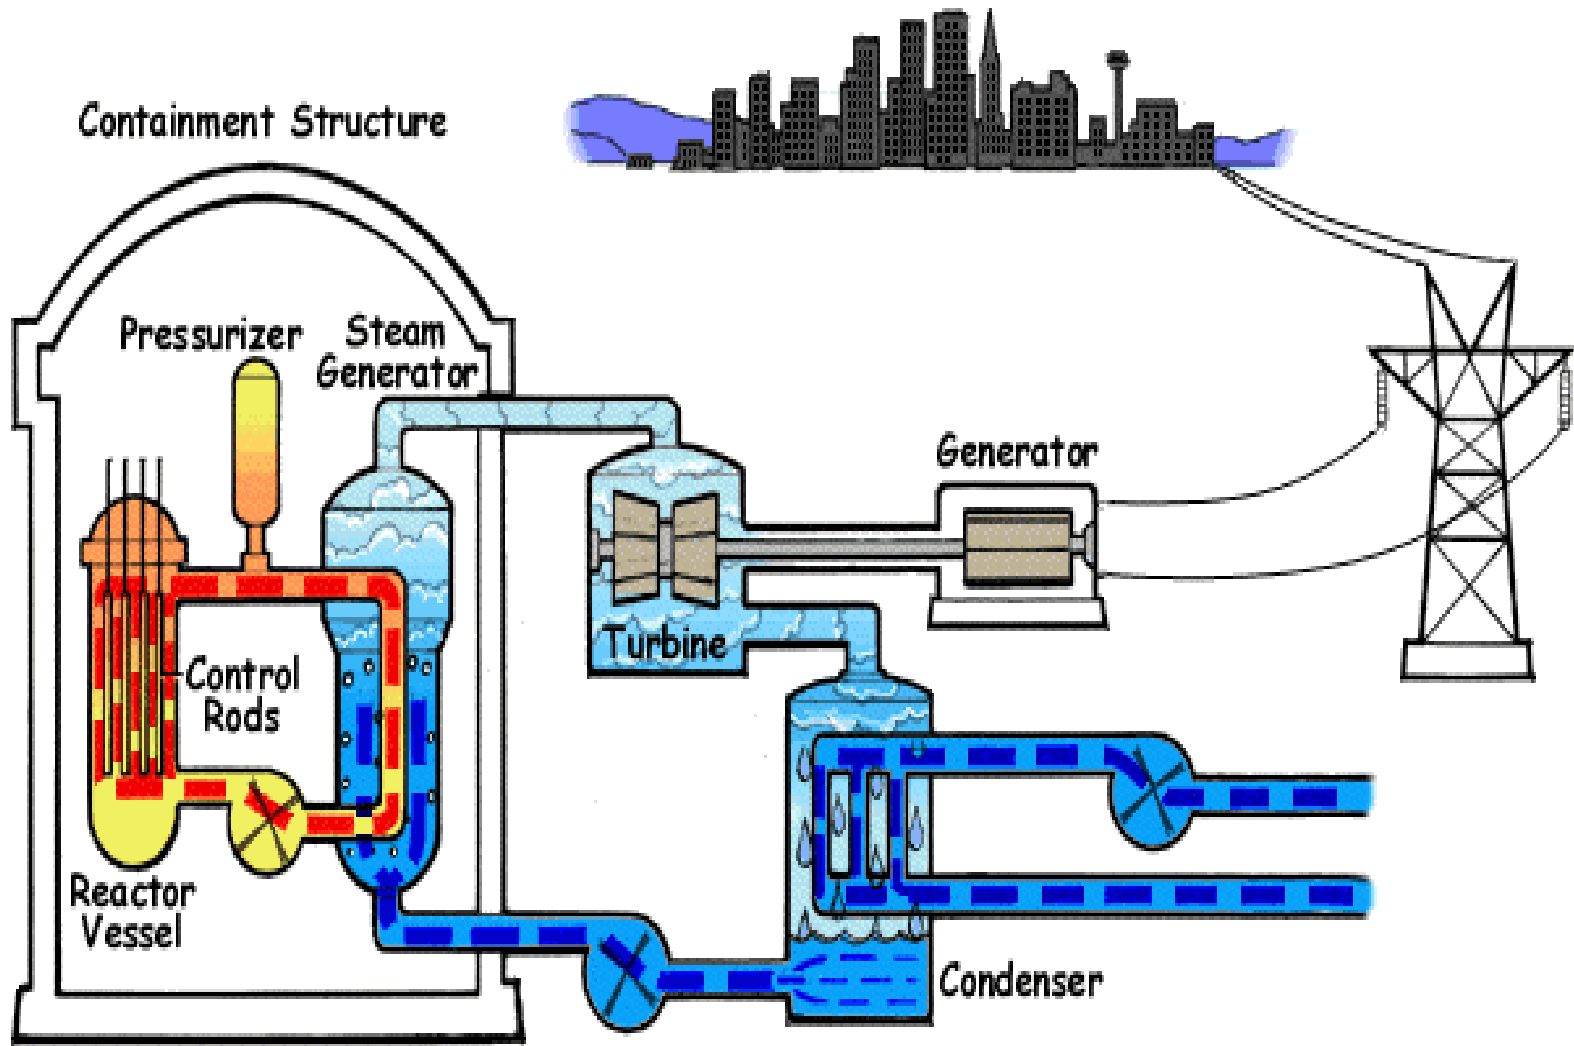 Containment Structure
Pressurizer
Steam
Generator
Generator
Turbine
Control
Rods
Reactor
Vessel
Condenser